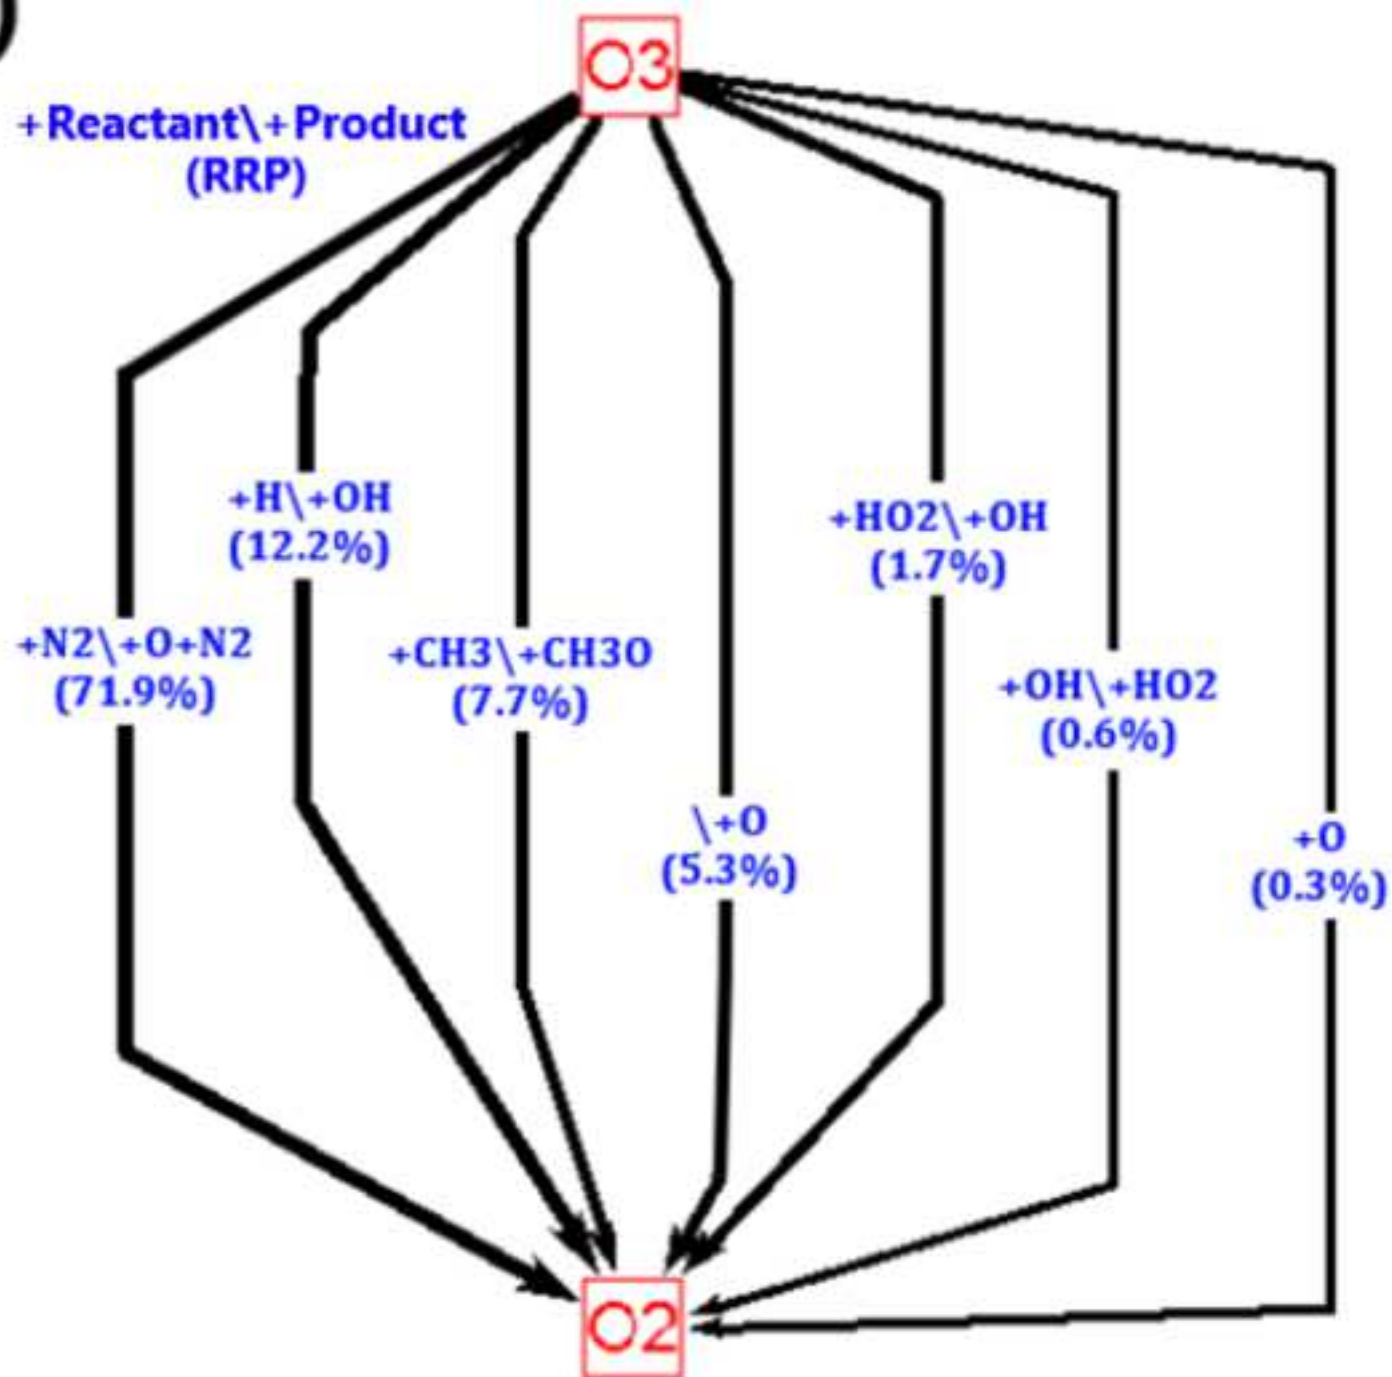 O3
+Reactant\+Product
(RRP)
+H\+OH
(12.2%)
+HO2\+OH
(1.7%)
+N2\+O+N2
(71.9%)
+CH3\+CH3O
(7.7%)
+OH\+HO2
(0.6%)
\+O
(5.3%)
+O
(0.3%)
O2